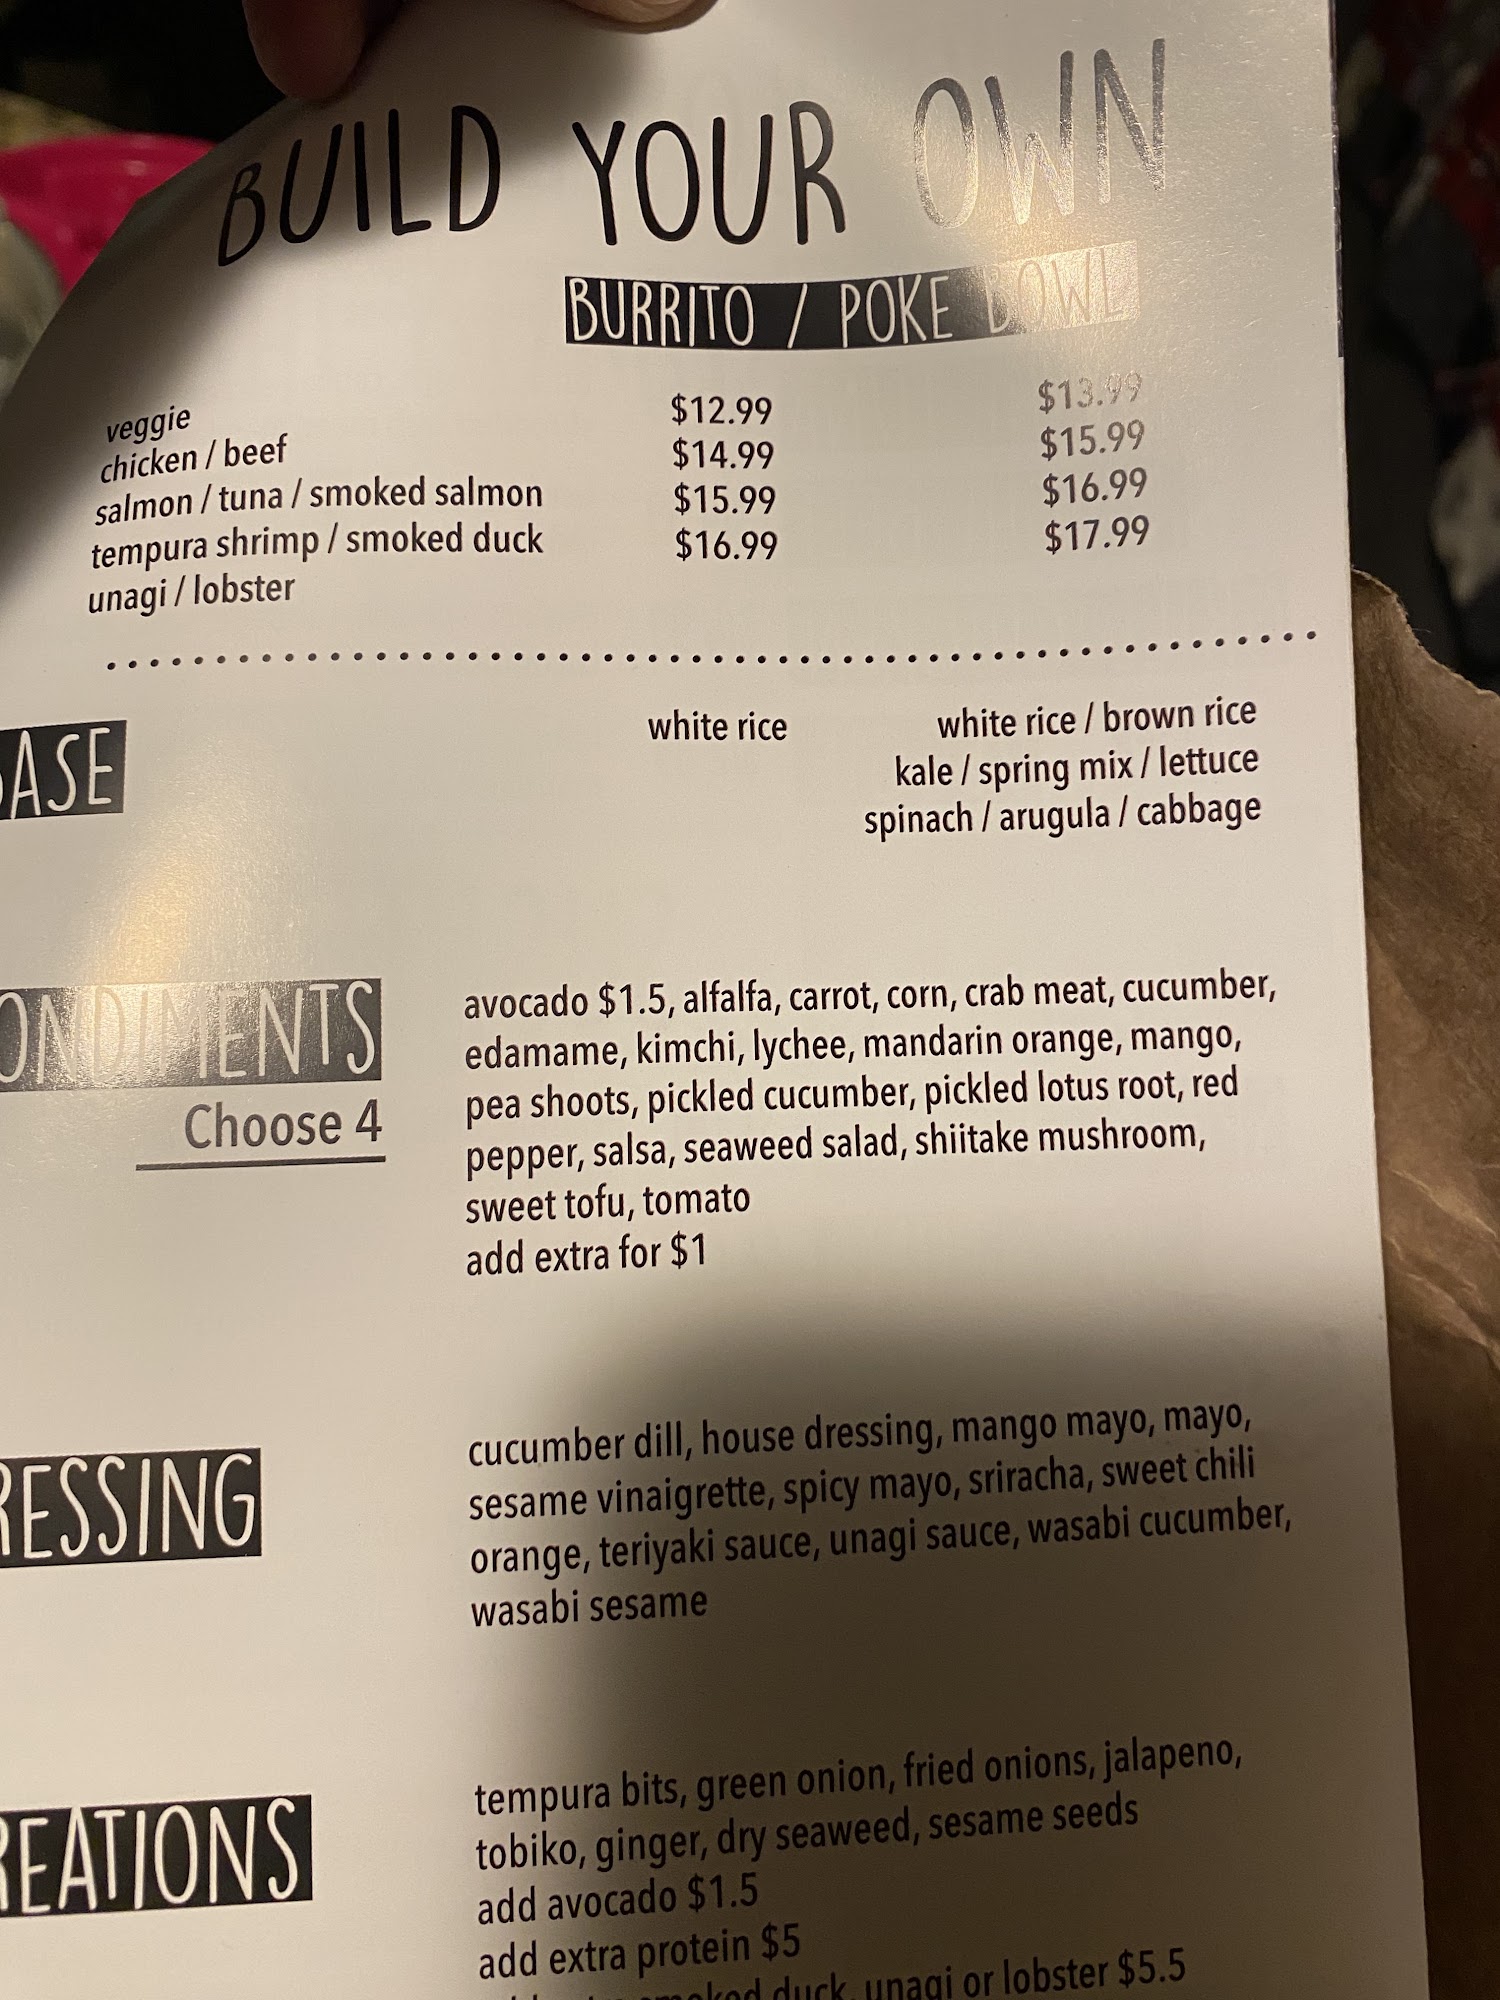 BUILD YOUR OWN
BURRITO / POKE BOWL
veggie $12.99 $13.99
chicken / beef $14.99 $15.99
salmon / tuna / smoked salmon $15.99 $16.99
tempura shrimp / smoked duck $16.99 $17.99
unagi / lobster
ASE
white rice
white rice / brown rice
kale / spring mix / lettuce
spinach / arugula / cabbage
ONDIMENTS
Choose 4
avocado $1.5, alfalfa, carrot, corn, crab meat, cucumber,
edamame, kimchi, lychee, mandarin orange, mango,
pea shoots, pickled cucumber, pickled lotus root, red
pepper, salsa, seaweed salad, shiitake mushroom,
sweet tofu, tomato
add extra for $1
RESSING
cucumber dill, house dressing, mango mayo, mayo,
sesame vinaigrette, spicy mayo, sriracha, sweet chili
orange, teriyaki sauce, unagi sauce, wasabi cucumber,
wasabi sesame
REATIONS
tempura bits, green onion, fried onions, jalapeno,
tobiko, ginger, dry seaweed, sesame seeds
add avocado $1.5
add extra protein $5
smoked duck, unagi or lobster $5.5